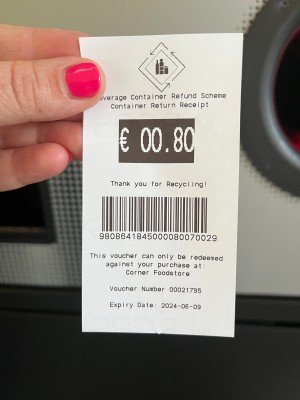 Beverage Container Refund Scheme
Container Return Receipt
€ 00.80
Thank you for Recycling!
9808641845000080070029
This voucher can only be redeemed
against your purchase at:
Corner Foodstore
Voucher Number 00021795
Expiry Date: 2024-06-09